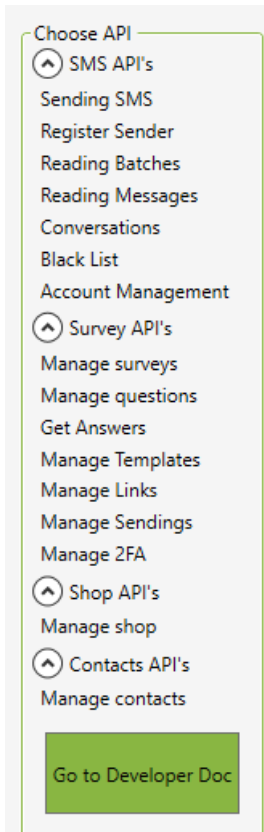 Choose API
SMS API's
Sending SMS
Register Sender
Reading Batches
Reading Messages
Conversations
Black List
Account Management
Survey API's
Manage surveys
Manage questions
Get Answers
Manage Templates
Manage Links
Manage Sendings
Manage 2FA
Shop API's
Manage shop
Contacts API's
Manage contacts
Go to Developer Doc